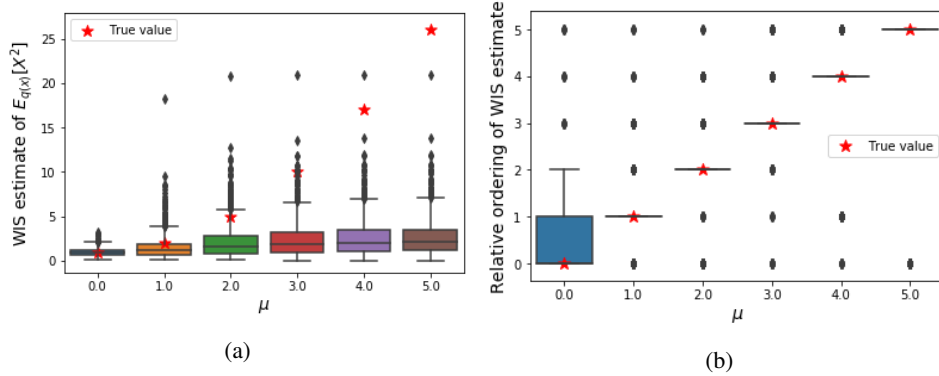 True value
WIS estimate of E_{q(x)}[X^2]
25
20
15
10
5
0
0.0 1.0 2.0 3.0 4.0 5.0
μ
(a)
Relative ordering of WIS estimate
5
4
3
2
1
0
True value
0.0 1.0 2.0 3.0 4.0 5.0
μ
(b)